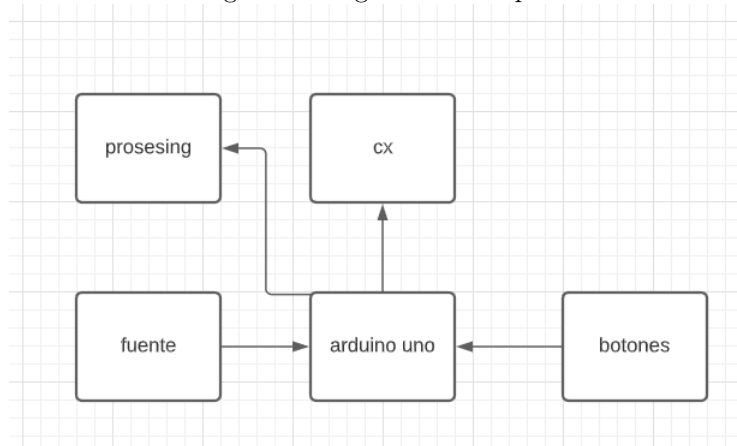 prosesing
cx
fuente
arduino uno
botones